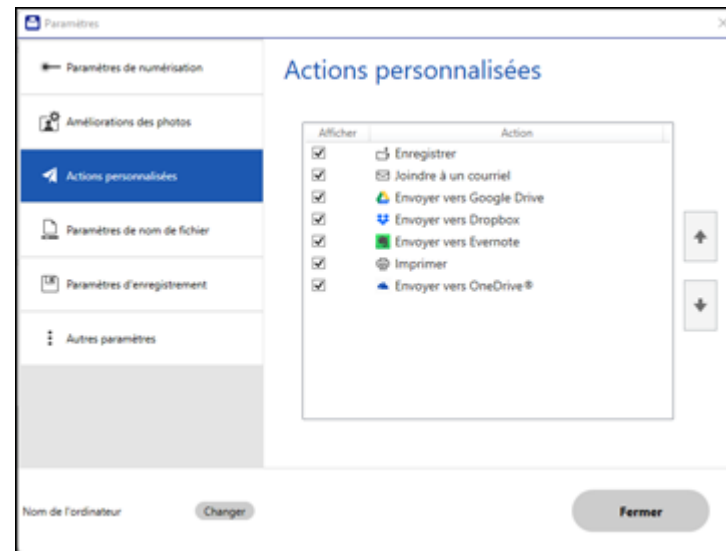 Paramètres
Paramètres de numérisation
Améliorations des photos
Actions personnalisées
Paramètres de nom de fichier
Paramètres d'enregistrement
Autres paramètres
Actions personnalisées
Afficher Action
Enregistrer
Joindre à un courriel
Envoyer vers Google Drive
Envoyer vers Dropbox
Envoyer vers Evernote
Imprimer
Envoyer vers OneDrive®
Nom de l'ordinateur Changer
Fermer